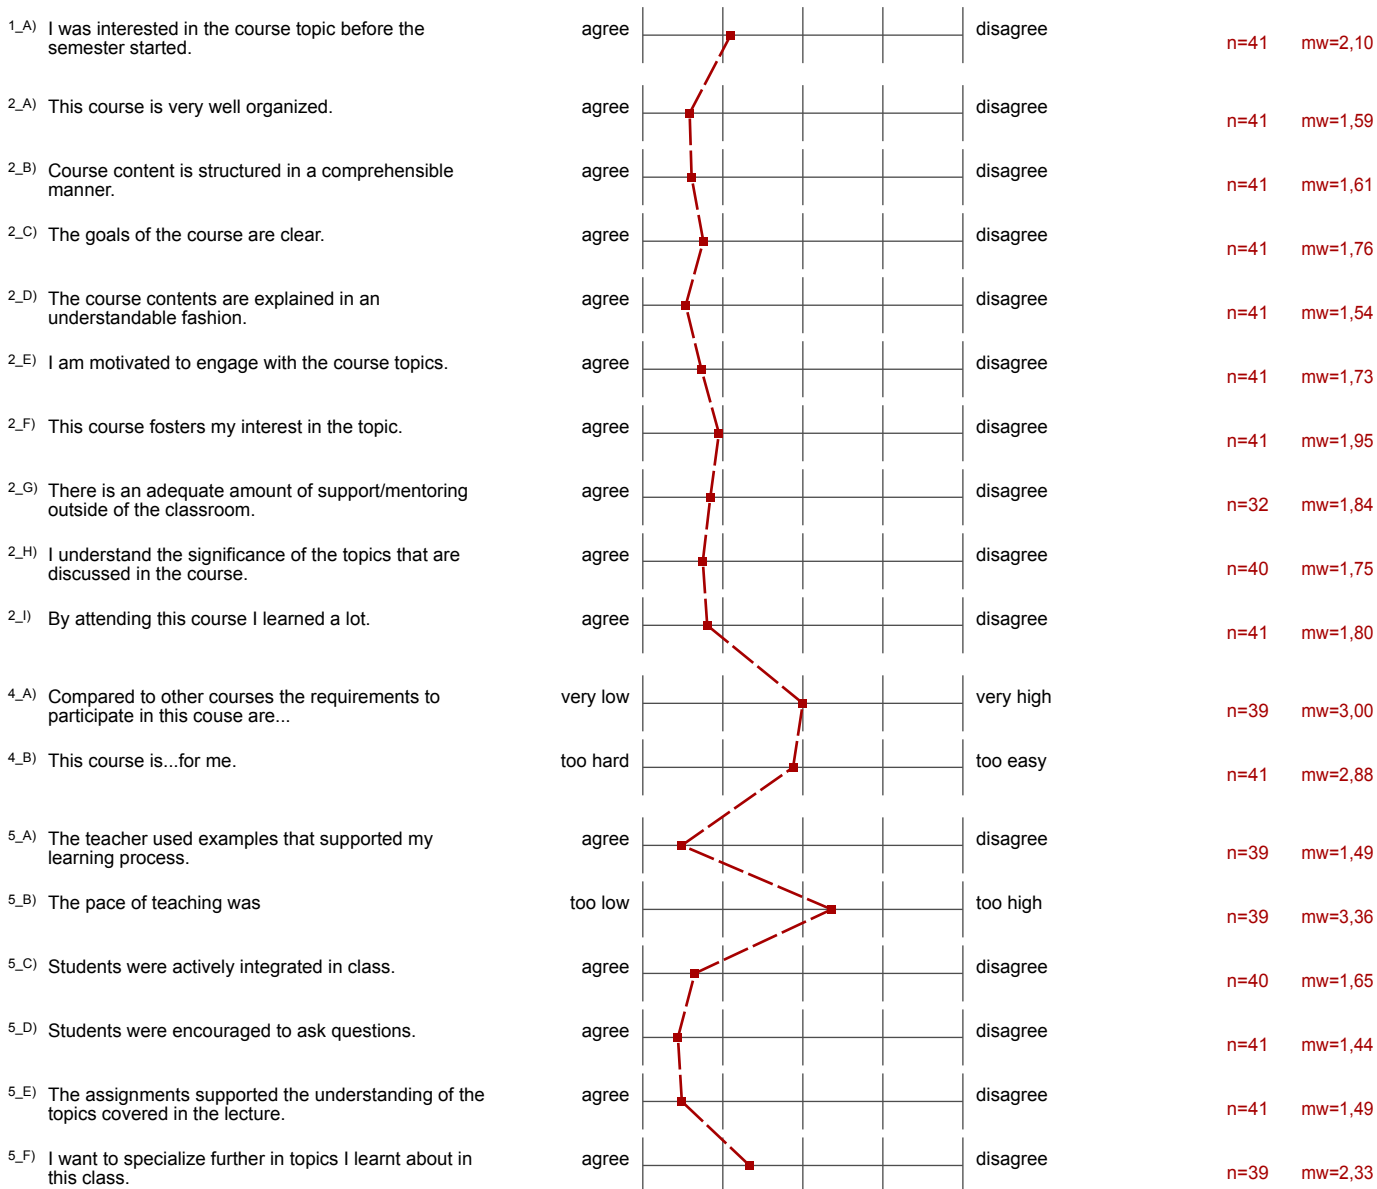 1_A) I was interested in the course topic before the semester started. agree disagree n=41 mw=2,10
2_A) This course is very well organized. agree disagree n=41 mw=1,59
2_B) Course content is structured in a comprehensible manner. agree disagree n=41 mw=1,61
2_C) The goals of the course are clear. agree disagree n=41 mw=1,76
2_D) The course contents are explained in an understandable fashion. agree disagree n=41 mw=1,54
2_E) I am motivated to engage with the course topics. agree disagree n=41 mw=1,73
2_F) This course fosters my interest in the topic. agree disagree n=41 mw=1,95
2_G) There is an adequate amount of support/mentoring outside of the classroom. agree disagree n=32 mw=1,84
2_H) I understand the significance of the topics that are discussed in the course. agree disagree n=40 mw=1,75
2_I) By attending this course I learned a lot. agree disagree n=41 mw=1,80
4_A) Compared to other courses the requirements to participate in this couse are... very low very high n=39 mw=3,00
4_B) This course is...for me. too hard too easy n=41 mw=2,88
5_A) The teacher used examples that supported my learning process. agree disagree n=39 mw=1,49
5_B) The pace of teaching was too low too high n=39 mw=3,36
5_C) Students were actively integrated in class. agree disagree n=40 mw=1,65
5_D) Students were encouraged to ask questions. agree disagree n=41 mw=1,44
5_E) The assignments supported the understanding of the topics covered in the lecture. agree disagree n=41 mw=1,49
5_F) I want to specialize further in topics I learnt about in this class. agree disagree n=39 mw=2,33